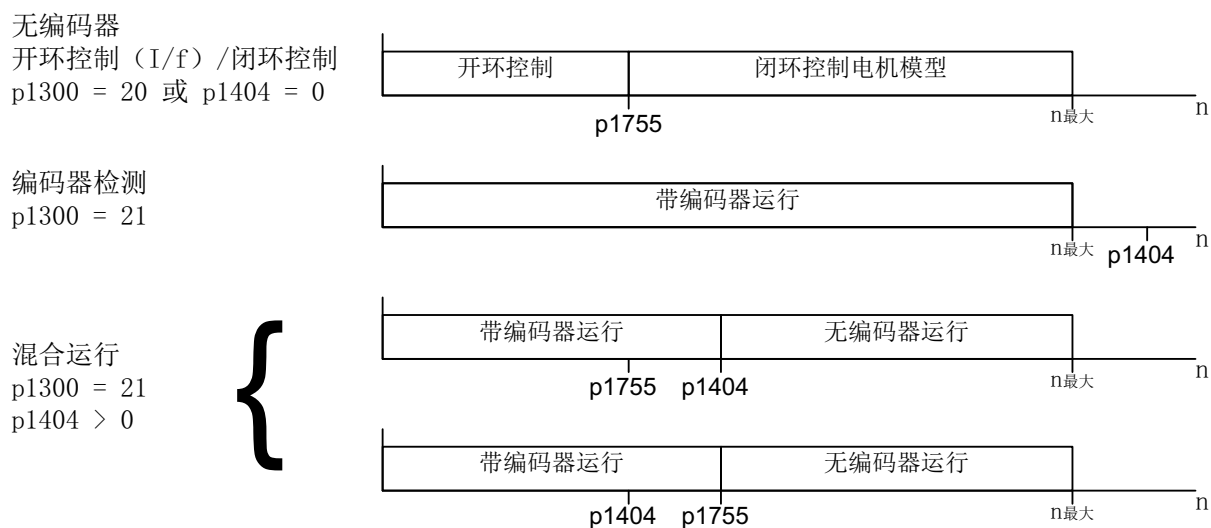 无编码器
开环控制（I/f）/闭环控制
p1300 = 20 或 p1404 = 0
开环控制
闭环控制电机模型
p1755
n最大
n
编码器检测
p1300 = 21
带编码器运行
n最大
p1404
n
混合运行
p1300 = 21
p1404 > 0
{
带编码器运行
无编码器运行
p1755
p1404
n最大
n
带编码器运行
无编码器运行
p1404
p1755
n最大
n